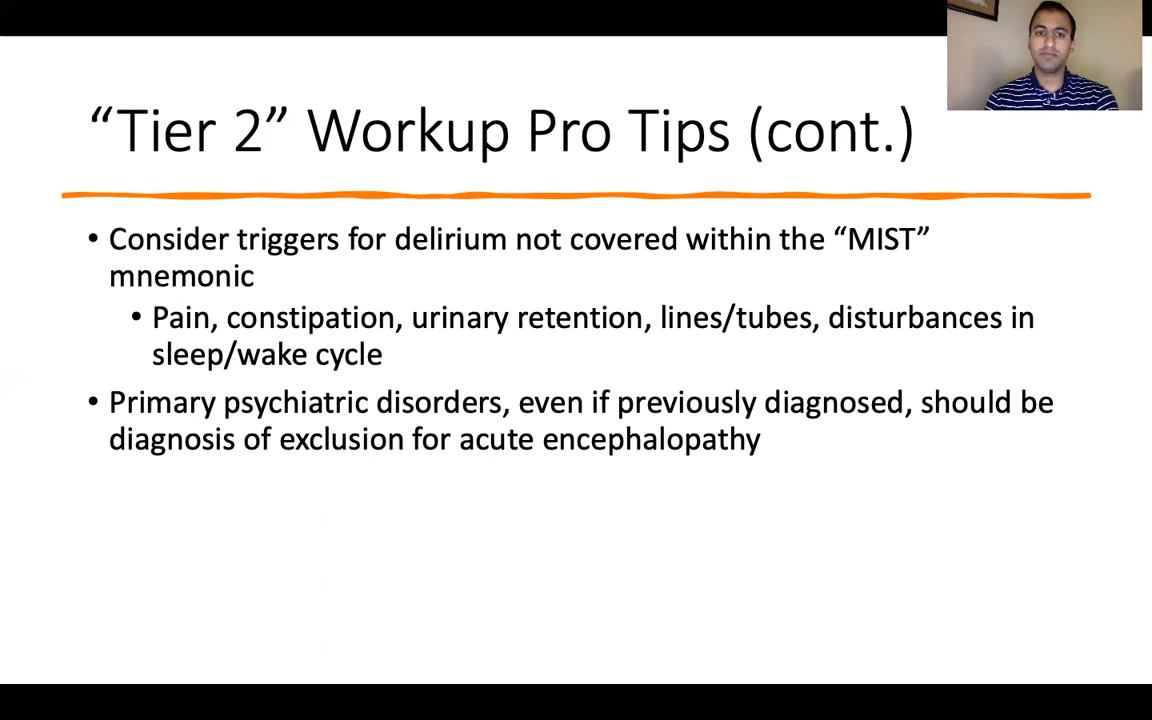 “Tier 2” Workup Pro Tips (cont.)
• Consider triggers for delirium not covered within the “MIST”
mnemonic
• Pain, constipation, urinary retention, lines/tubes, disturbances in
sleep/wake cycle
• Primary psychiatric disorders, even if previously diagnosed, should be
diagnosis of exclusion for acute encephalopathy